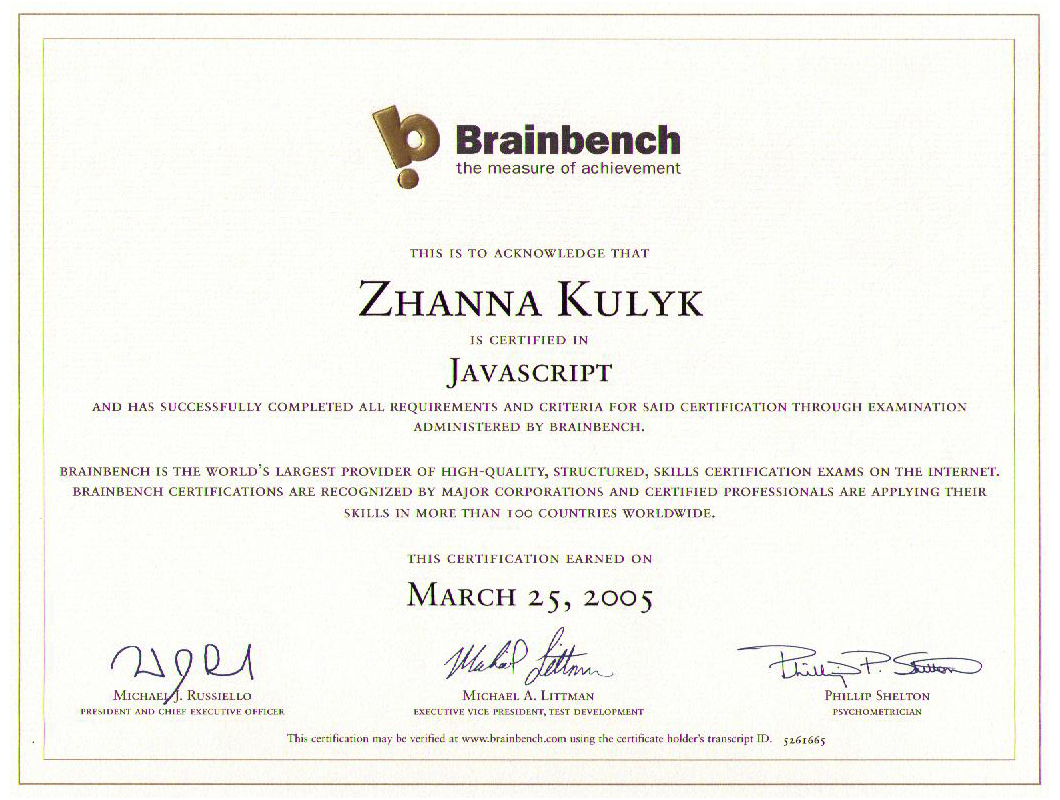 Brainbench
the measure of achievement
THIS IS TO ACKNOWLEDGE THAT
ZHANNA KULYK
IS CERTIFIED IN
JAVASCRIPT
AND HAS SUCCESSFULLY COMPLETED ALL REQUIREMENTS AND CRITERIA FOR SAID CERTIFICATION THROUGH EXAMINATION
ADMINISTERED BY BRAINBENCH.
BRAINBENCH IS THE WORLD'S LARGEST PROVIDER OF HIGH-QUALITY, STRUCTURED, SKILLS CERTIFICATION EXAMS ON THE INTERNET.
BRAINBENCH CERTIFICATIONS ARE RECOGNIZED BY MAJOR CORPORATIONS AND CERTIFIED PROFESSIONALS ARE APPLYING THEIR
SKILLS IN MORE THAN 100 COUNTRIES WORLDWIDE.
THIS CERTIFICATION EARNED ON
MARCH 25, 2005
Michael Littman
Phillip P. Shelton
MICHAEL J. RUSSIELLO
PRESIDENT AND CHIEF EXECUTIVE OFFICER
MICHAEL A. LITTMAN
EXECUTIVE VICE PRESIDENT, TEST DEVELOPMENT
PHILLIP SHELTON
PSYCHOMETRICIAN
This certification may be verified at www.brainbench.com using the certificate holder's transcript ID. 5261665